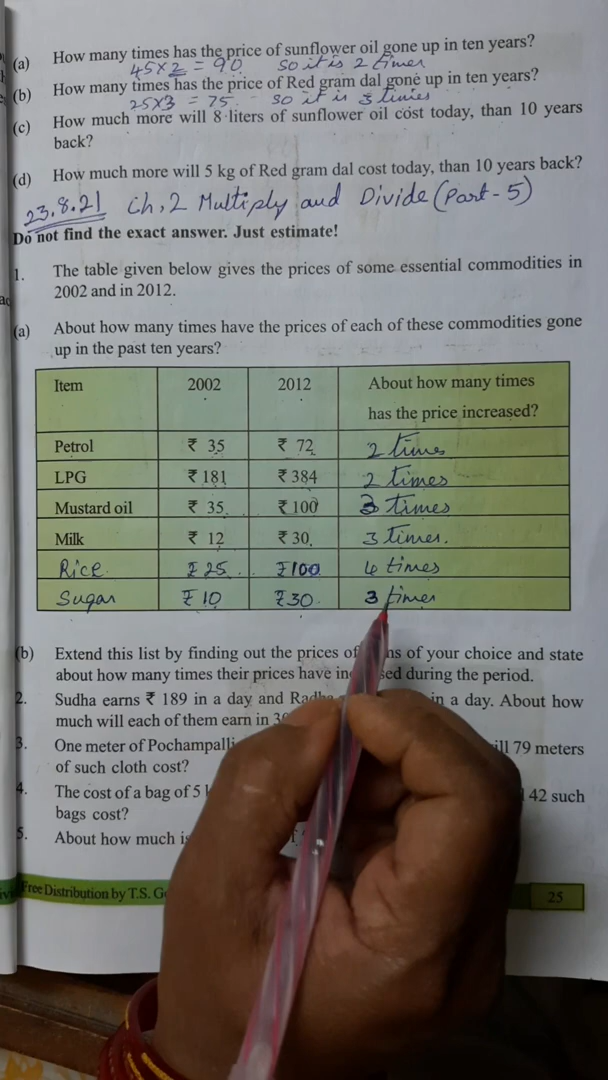 (a) How many times has the price of sunflower oil gone up in ten years?
45×2 = 90 so it is 2 times
(b) How many times has the price of Red gram dal gone up in ten years?
25×3 = 75 so it is 3 times
(c) How much more will 8 liters of sunflower oil cost today, than 10 years
back?
(d) How much more will 5 kg of Red gram dal cost today, than 10 years back?
23.8.21 Ch.2 Multiply and Divide (Part-5)
Do not find the exact answer. Just estimate!
1. The table given below gives the prices of some essential commodities in
2002 and in 2012.
(a) About how many times have the prices of each of these commodities gone
up in the past ten years?
Item 2002 2012 About how many times
has the price increased?
Petrol ₹ 35 ₹ 72 2 times
LPG ₹ 181 ₹ 384 2 times
Mustard oil ₹ 35 ₹ 100 3 times
Milk ₹ 12 ₹ 30 3 times.
Rice ₹ 25 ₹ 100 4 times
Sugar ₹ 10 ₹ 30 3 times
(b) Extend this list by finding out the prices of of your choice and state
about how many times their prices have during the period.
2. Sudha earns ₹ 189 in a day and in a day. About how
much will each of them earn in
3. One meter of Pochampalli 79 meters
of such cloth cost?
4. The cost of a bag of 5 42 such
bags cost?
5. About how much is
Free Distribution by T.S. 25